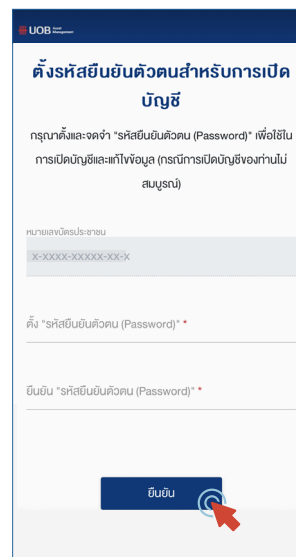 UOB Asset Management
ตั้งรหัสยืนยันตัวตนสำหรับการเปิด
บัญชี
กรุณาตั้งและจดจำ "รหัสยืนยันตัวตน (Password)" เพื่อใช้ใน
การเปิดบัญชีและแก้ไขข้อมูล (กรณีการเปิดบัญชีของท่านไม่
สมบูรณ์)
หมายเลขบัตรประชาชน
X-XXXX-XXXXX-XX-X
ตั้ง "รหัสยืนยันตัวตน (Password)" *
ยืนยัน "รหัสยืนยันตัวตน (Password)" *
ยืนยัน